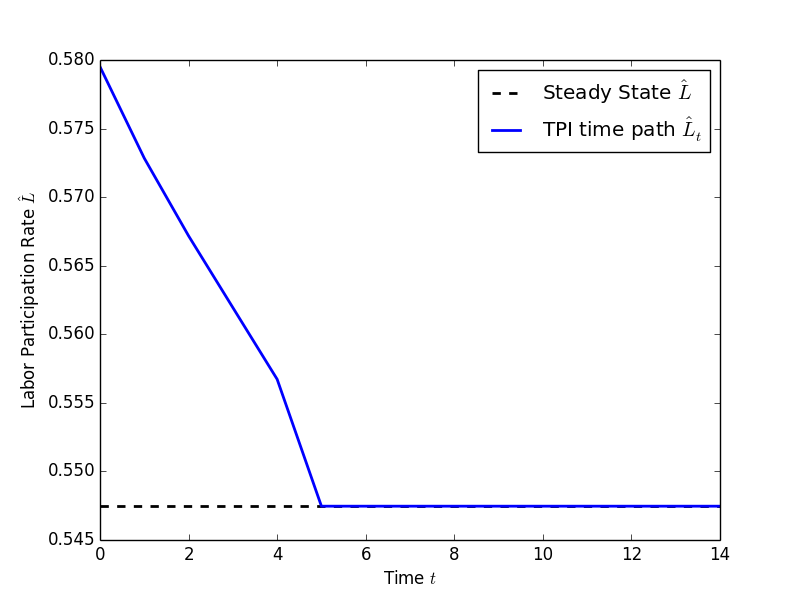 0.580
0.575
0.570
0.565
0.560
0.555
0.550
0.545
0 2 4 6 8 10 12 14
Labor Participation Rate L̂
Time t
Steady State L̂
TPI time path L̂ₜ